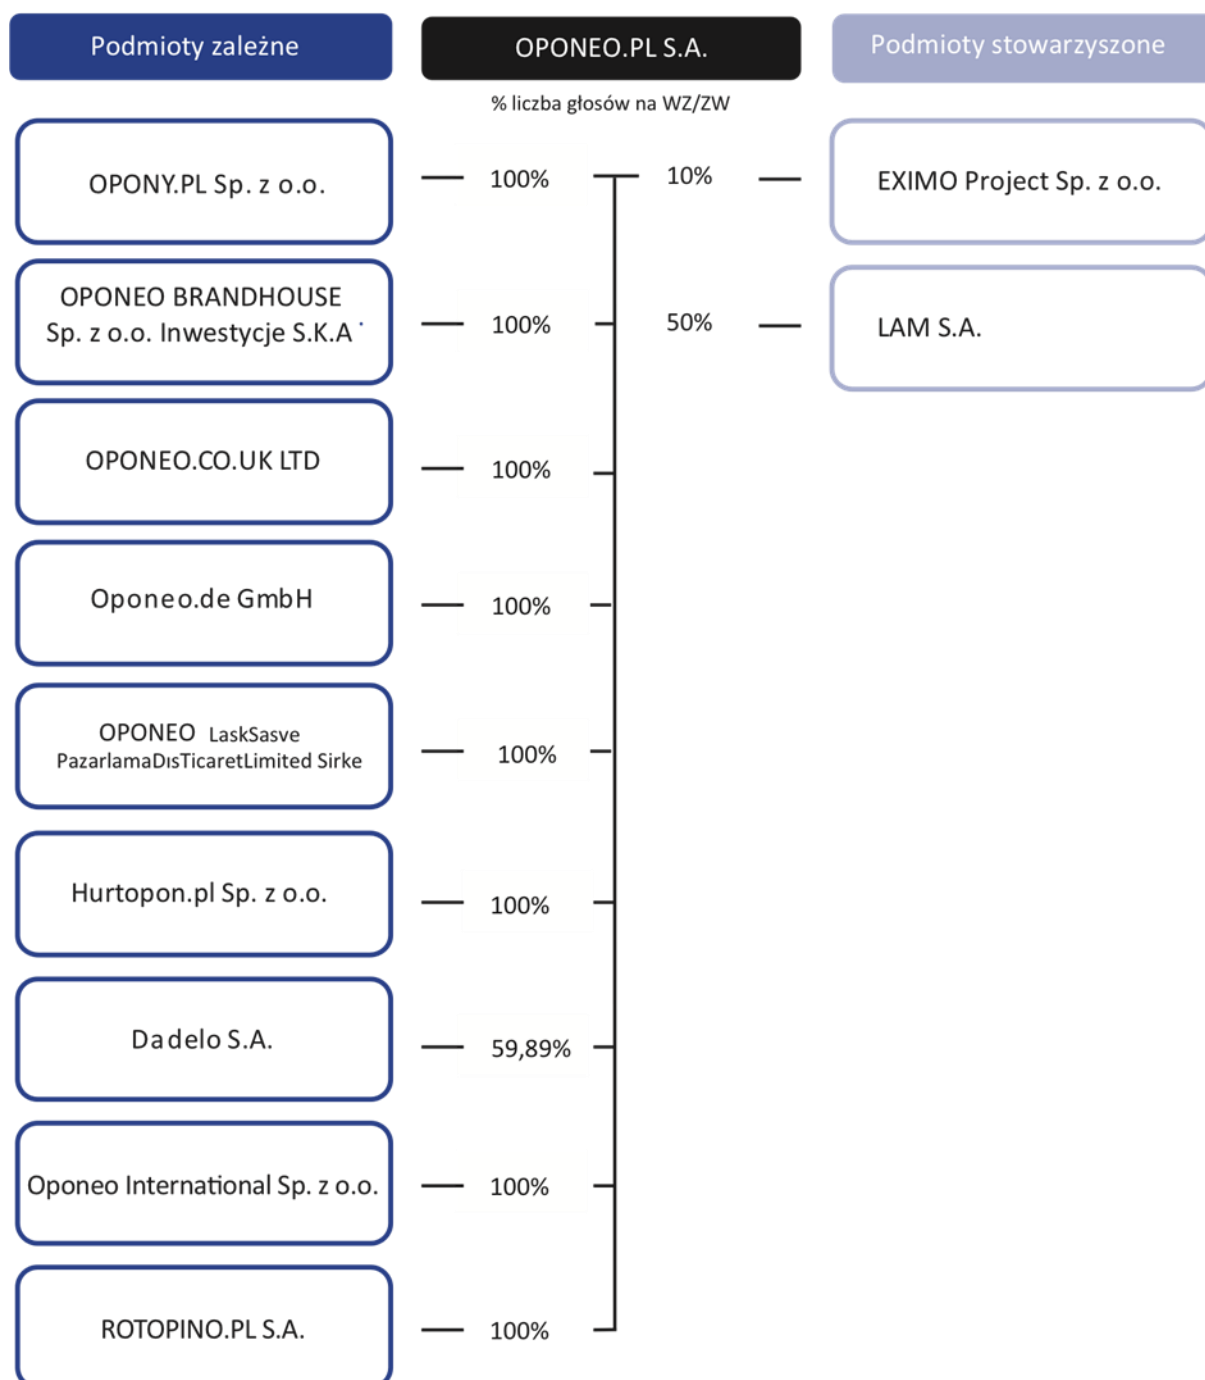 Podmioty zależne
OPONEO.PL S.A.
Podmioty stowarzyszone
% liczba głosów na WZ/ZW
OPONY.PL Sp. z o.o.
100%
10%
EXIMO Project Sp. z o.o.
OPONEO BRANDHOUSE
Sp. z o.o. Inwestycje S.K.A
100%
50%
LAM S.A.
OPONEO.CO.UK LTD
100%
Oponeo.de GmbH
100%
OPONEO LaskSasve
PazarlamaDısTicaretLimited Sirke
100%
Hurtopon.pl Sp. z o.o.
100%
Dadelo S.A.
59,89%
Oponeo International Sp. z o.o.
100%
ROTOPINO.PL S.A.
100%